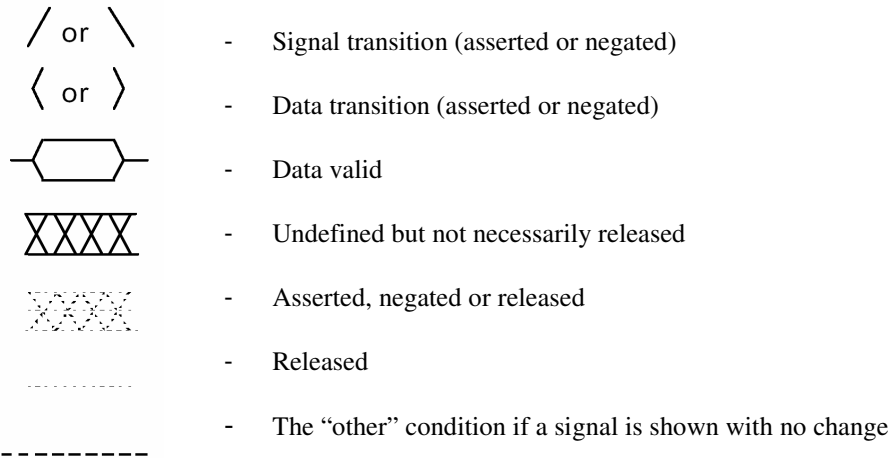 or - Signal transition (asserted or negated)
or - Data transition (asserted or negated)
- Data valid
- Undefined but not necessarily released
- Asserted, negated or released
- Released
- The “other” condition if a signal is shown with no change